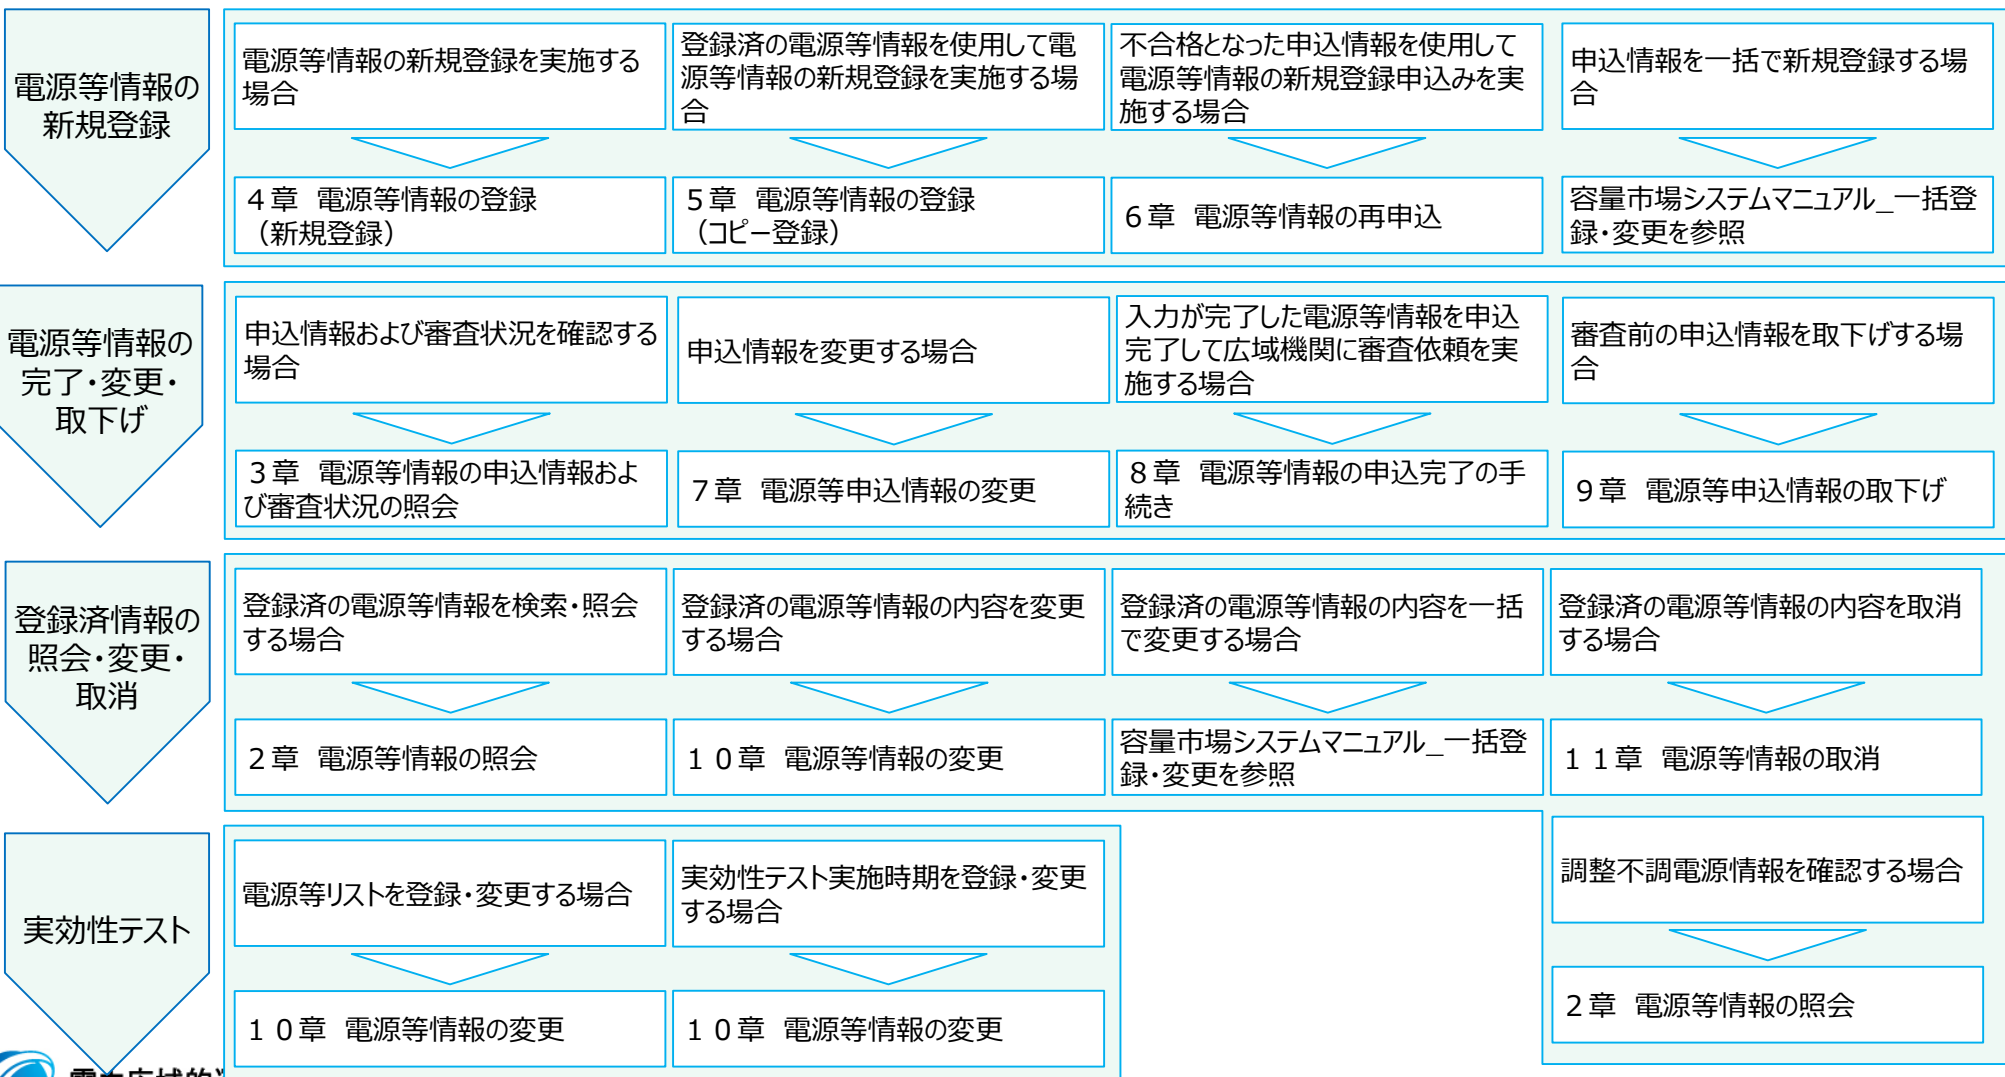 電源等情報の
新規登録
電源等情報の新規登録を実施する
場合
登録済の電源等情報を使用して電
源等情報の新規登録を実施する場
合
不合格となった申込情報を使用して
電源等情報の新規登録申込みを実
施する場合
申込情報を一括で新規登録する場
合
４章　電源等情報の登録
（新規登録）
５章　電源等情報の登録
（コピー登録）
６章　電源等情報の再申込
容量市場システムマニュアル_一括登
録・変更を参照
電源等情報の
完了・変更・
取下げ
申込情報および審査状況を確認する
場合
申込情報を変更する場合
入力が完了した電源等情報を申込
完了して広域機関に審査依頼を実
施する場合
審査前の申込情報を取下げする場
合
３章　電源等情報の申込情報およ
び審査状況の照会
７章　電源等申込情報の変更
８章　電源等情報の申込完了の手
続き
９章　電源等申込情報の取下げ
登録済情報の
照会・変更・
取消
登録済の電源等情報を検索・照会
する場合
登録済の電源等情報の内容を変更
する場合
登録済の電源等情報の内容を一括
で変更する場合
登録済の電源等情報の内容を取消
する場合
２章　電源等情報の照会
１０章　電源等情報の変更
容量市場システムマニュアル_一括登
録・変更を参照
１１章　電源等情報の取消
実効性テスト
電源等リストを登録・変更する場合
実効性テスト実施時期を登録・変更
する場合
調整不調電源情報を確認する場合
１０章　電源等情報の変更
１０章　電源等情報の変更
２章　電源等情報の照会